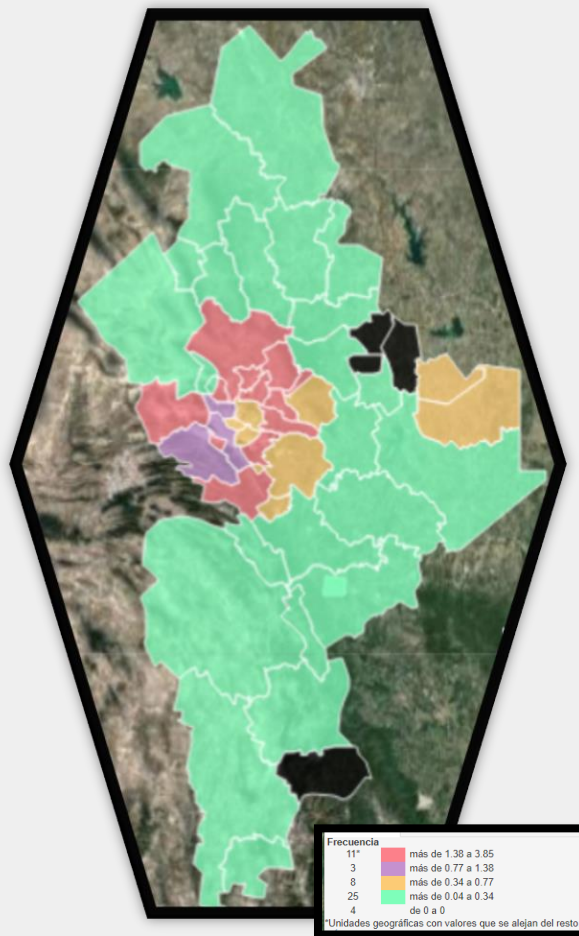 Frecuencia
11* más de 1.38 a 3.85
3 más de 0.77 a 1.38
8 más de 0.34 a 0.77
25 más de 0.04 a 0.34
4 de 0 a 0
*Unidades geográficas con valores que se alejan del resto